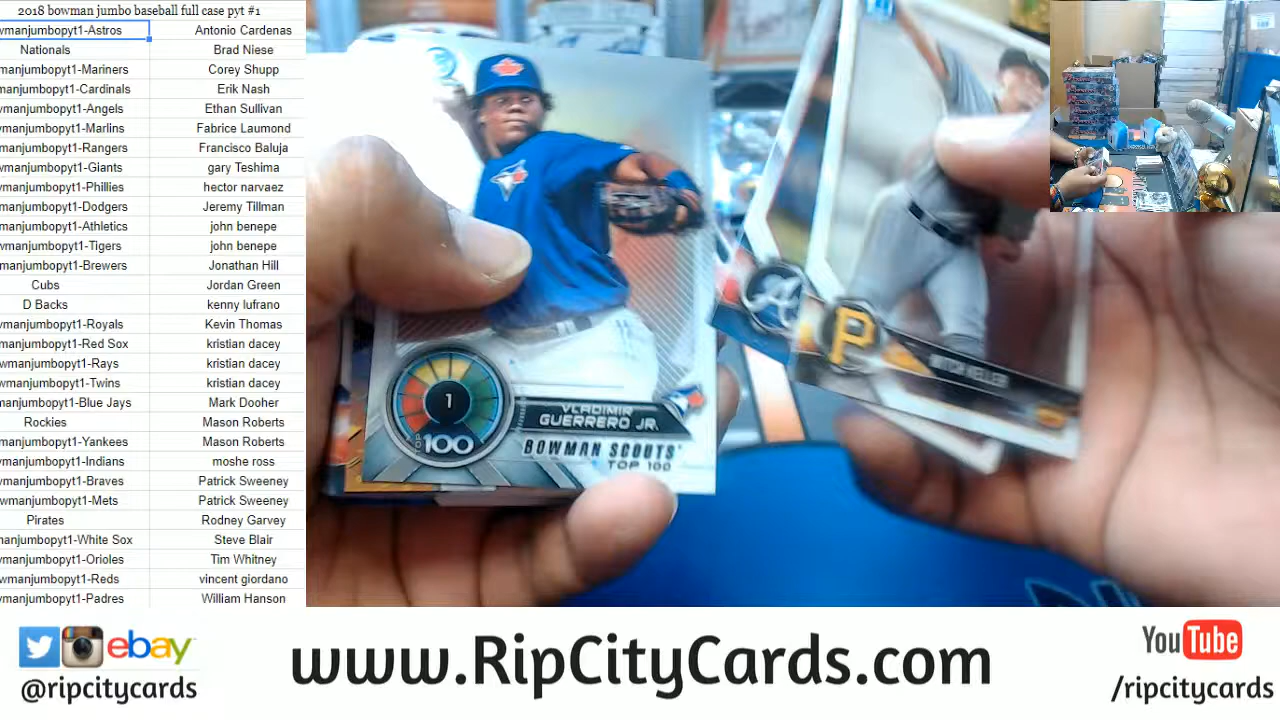 2018 bowman jumbo baseball full case pyt #1
wmanjumbopyt1-Astros Antonio Cardenas
Nationals Brad Niese
manjumbopyt1-Mariners Corey Shupp
manjumbopyt1-Cardinals Erik Nash
wmanjumbopyt1-Angels Ethan Sullivan
wmanjumbopyt1-Marlins Fabrice Laumond
manjumbopyt1-Rangers Francisco Baluja
wmanjumbopyt1-Giants gary Teshima
wmanjumbopyt1-Phillies hector narvaez
manjumbopyt1-Dodgers Jeremy Tillman
manjumbopyt1-Athletics john benepe
wmanjumbopyt1-Tigers john benepe
manjumbopyt1-Brewers Jonathan Hill
Cubs Jordan Green
D Backs kenny lufrano
wmanjumbopyt1-Royals Kevin Thomas
manjumbopyt1-Red Sox kristian dacey
wmanjumbopyt1-Rays kristian dacey
wmanjumbopyt1-Twins kristian dacey
manjumbopyt1-Blue Jays Mark Dooher
Rockies Mason Roberts
manjumbopyt1-Yankees Mason Roberts
wmanjumbopyt1-Indians moshe ross
wmanjumbopyt1-Braves Patrick Sweeney
wmanjumbopyt1-Mets Patrick Sweeney
Pirates Rodney Garvey
anjumbopyt1-White Sox Steve Blair
wmanjumbopyt1-Orioles Tim Whitney
wmanjumbopyt1-Reds vincent giordano
wmanjumbopyt1-Padres William Hanson
1
TOP 100
VLADIMIR
GUERRERO JR.
BOWMAN SCOUTS'
TOP 100
P
MITCH KELLER
ebay
@ripcitycards
www.RipCityCards.com
YouTube
/ripcitycards